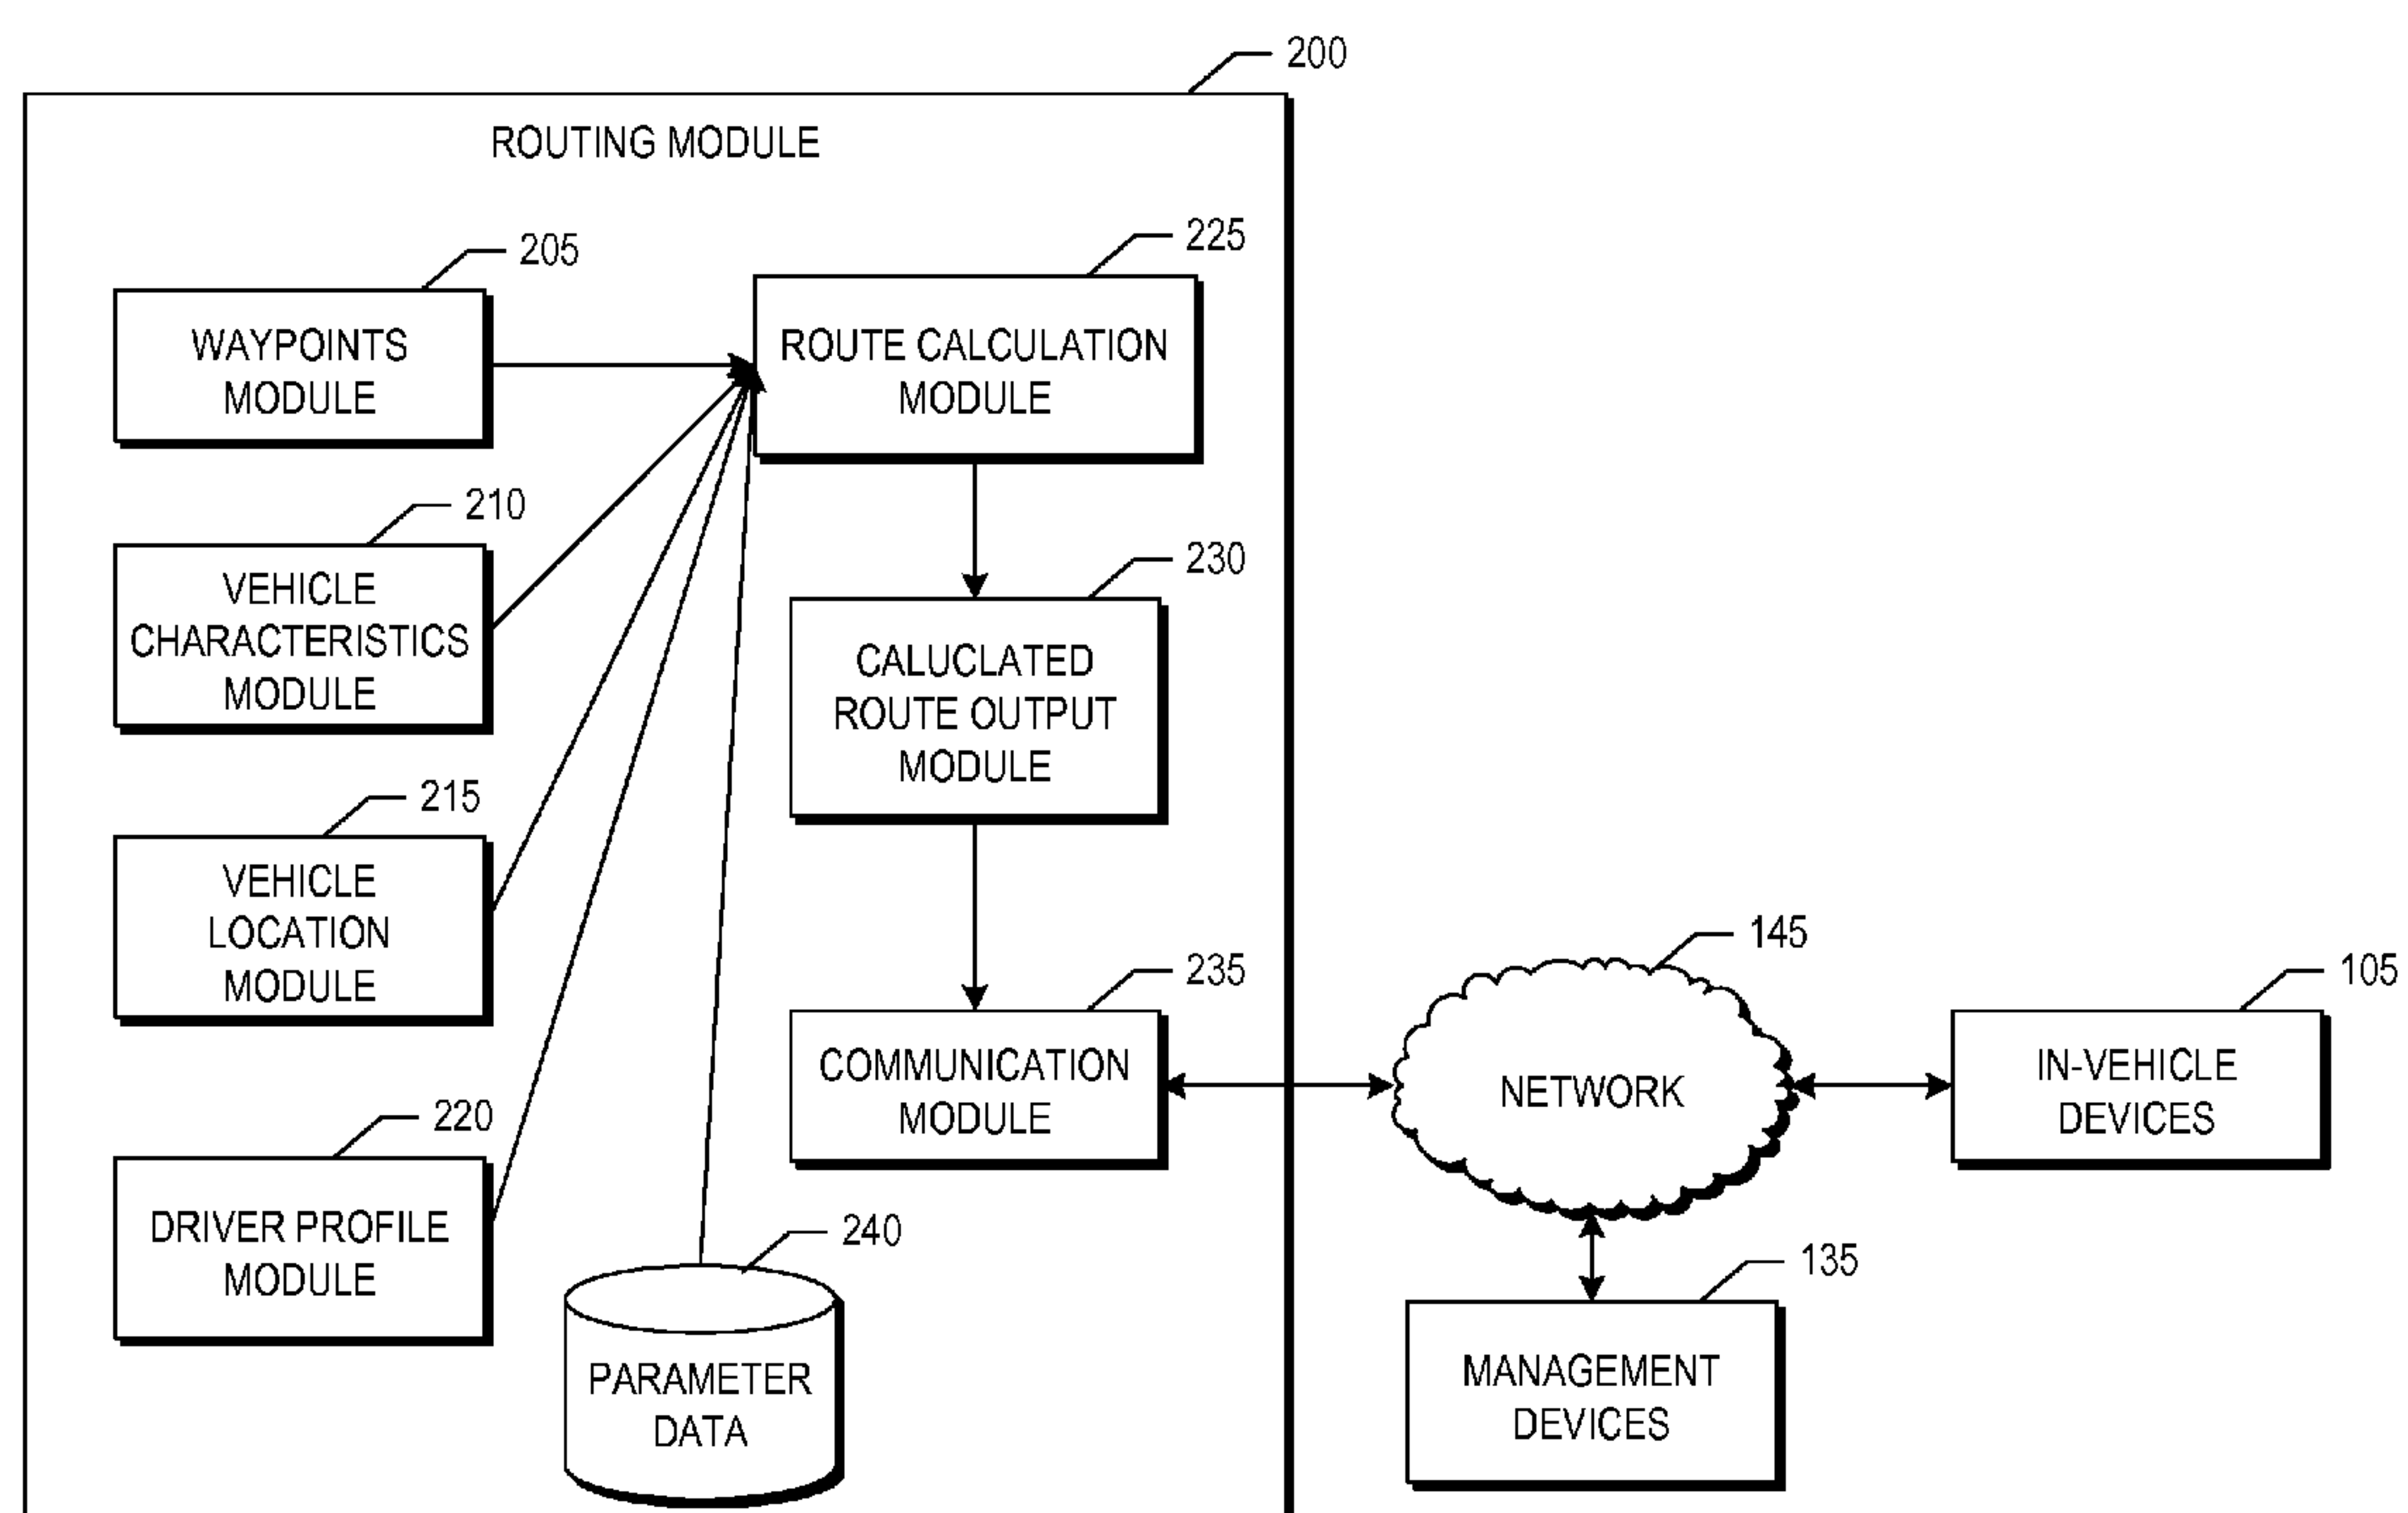 200
ROUTING MODULE
205
WAYPOINTS
MODULE
225
ROUTE CALCULATION
MODULE
210
VEHICLE
CHARACTERISTICS
MODULE
230
CALUCLATED
ROUTE OUTPUT
MODULE
215
VEHICLE
LOCATION
MODULE
235
COMMUNICATION
MODULE
145
NETWORK
105
IN-VEHICLE
DEVICES
220
DRIVER PROFILE
MODULE
240
PARAMETER
DATA
135
MANAGEMENT
DEVICES